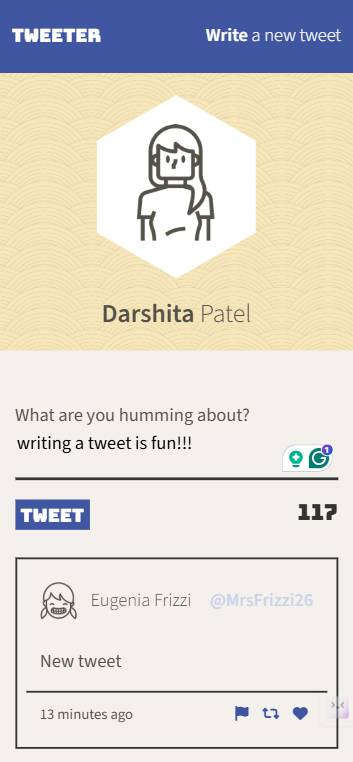 TWEETER
Write a new tweet
Darshita Patel
What are you humming about?
writing a tweet is fun!!!
1
TWEET
117
Eugenia Frizzi @MrsFrizzi26
New tweet
13 minutes ago